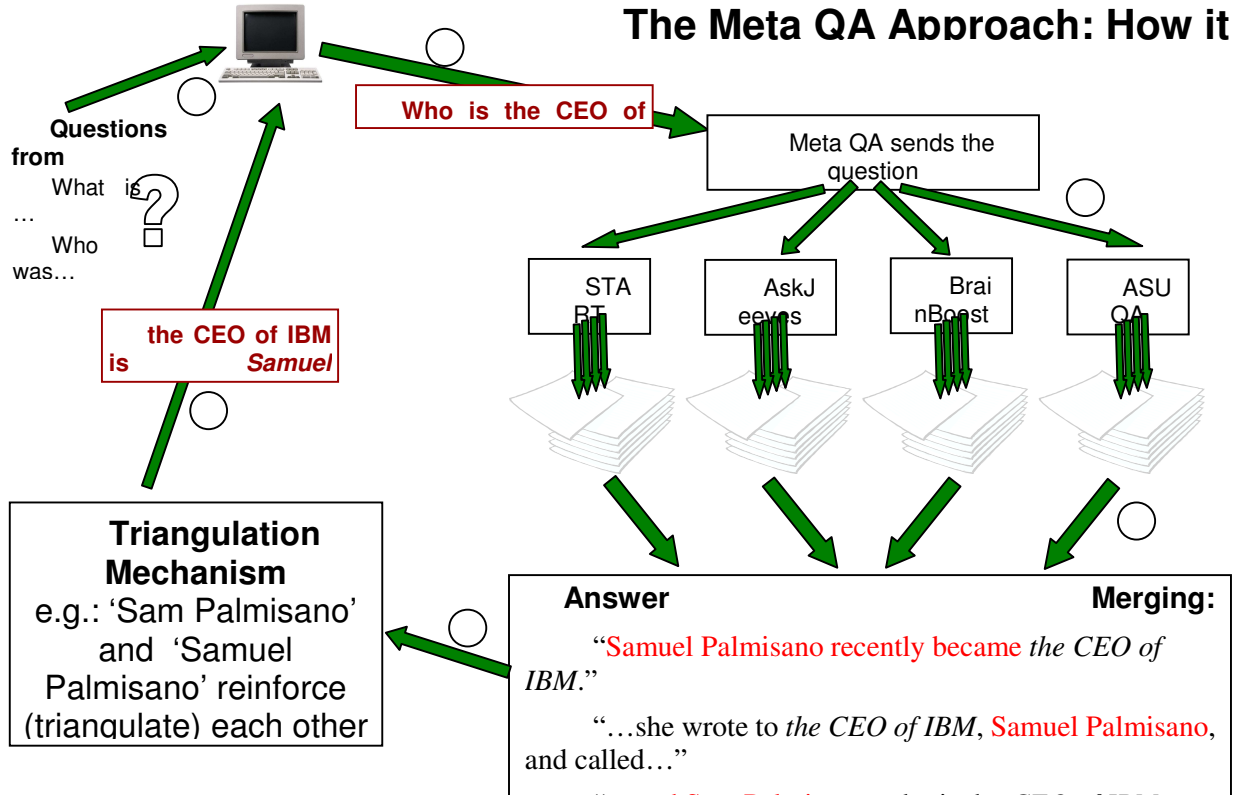 The Meta QA Approach: How it
Who is the CEO of
Questions
from
What is
…
Who
was…
?
Meta QA sends the
question
STA
RT
AskJ
eeves
Brai
nBoost
ASU
QA
the CEO of IBM
is Samuel
Triangulation
Mechanism
e.g.: ‘Sam Palmisano’
and ‘Samuel
Palmisano’ reinforce
(triangulate) each other
Answer Merging:
“Samuel Palmisano recently became the CEO of
IBM.”
“…she wrote to the CEO of IBM, Samuel Palmisano,
and called…”